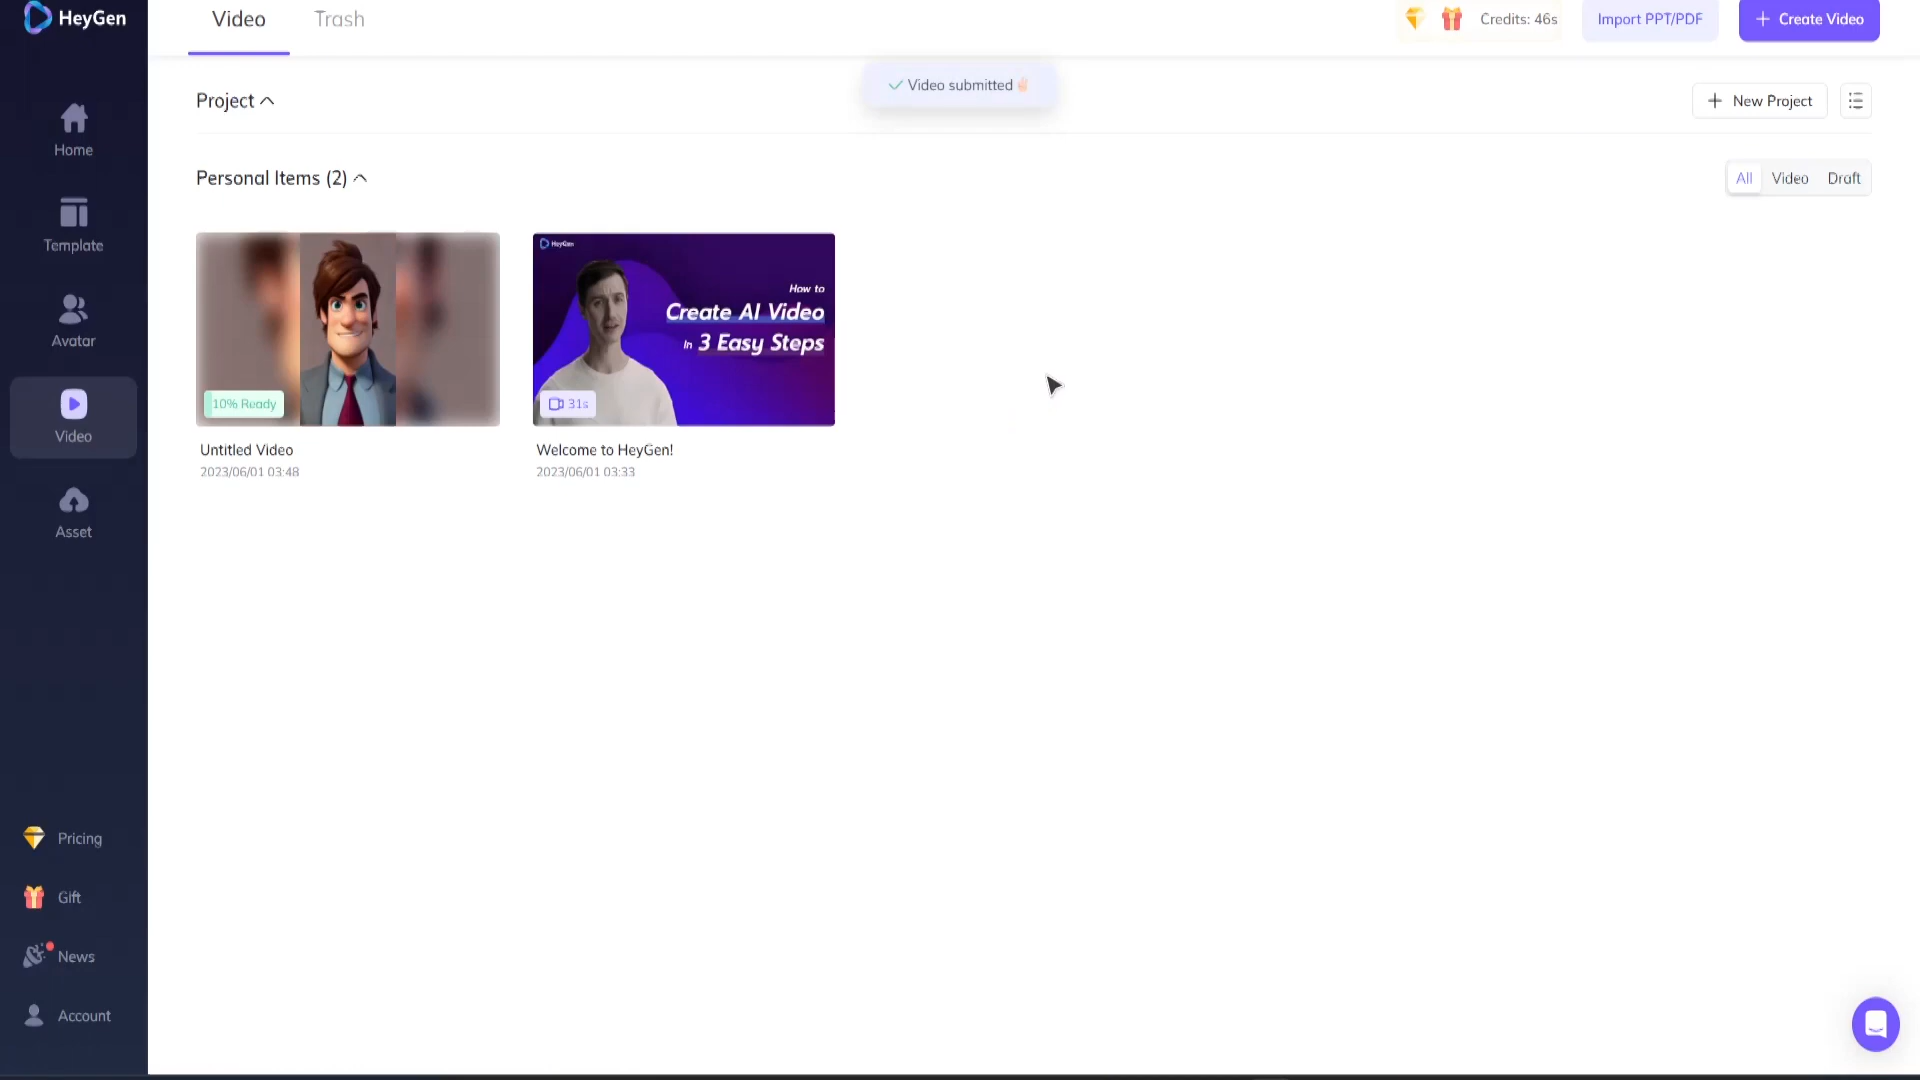 HeyGen
Video
Trash
Credits: 46s
Import PPT/PDF
+ Create Video
Video submitted
Project
+ New Project
Home
Template
Avatar
Video
Asset
Personal Items (2)
All
Video
Draft
10% Ready
HeyGen
How to
Create AI Video
In 3 Easy Steps
31s
Untitled Video
2023/06/01 03:48
Welcome to HeyGen!
2023/06/01 03:33
Pricing
Gift
News
Account